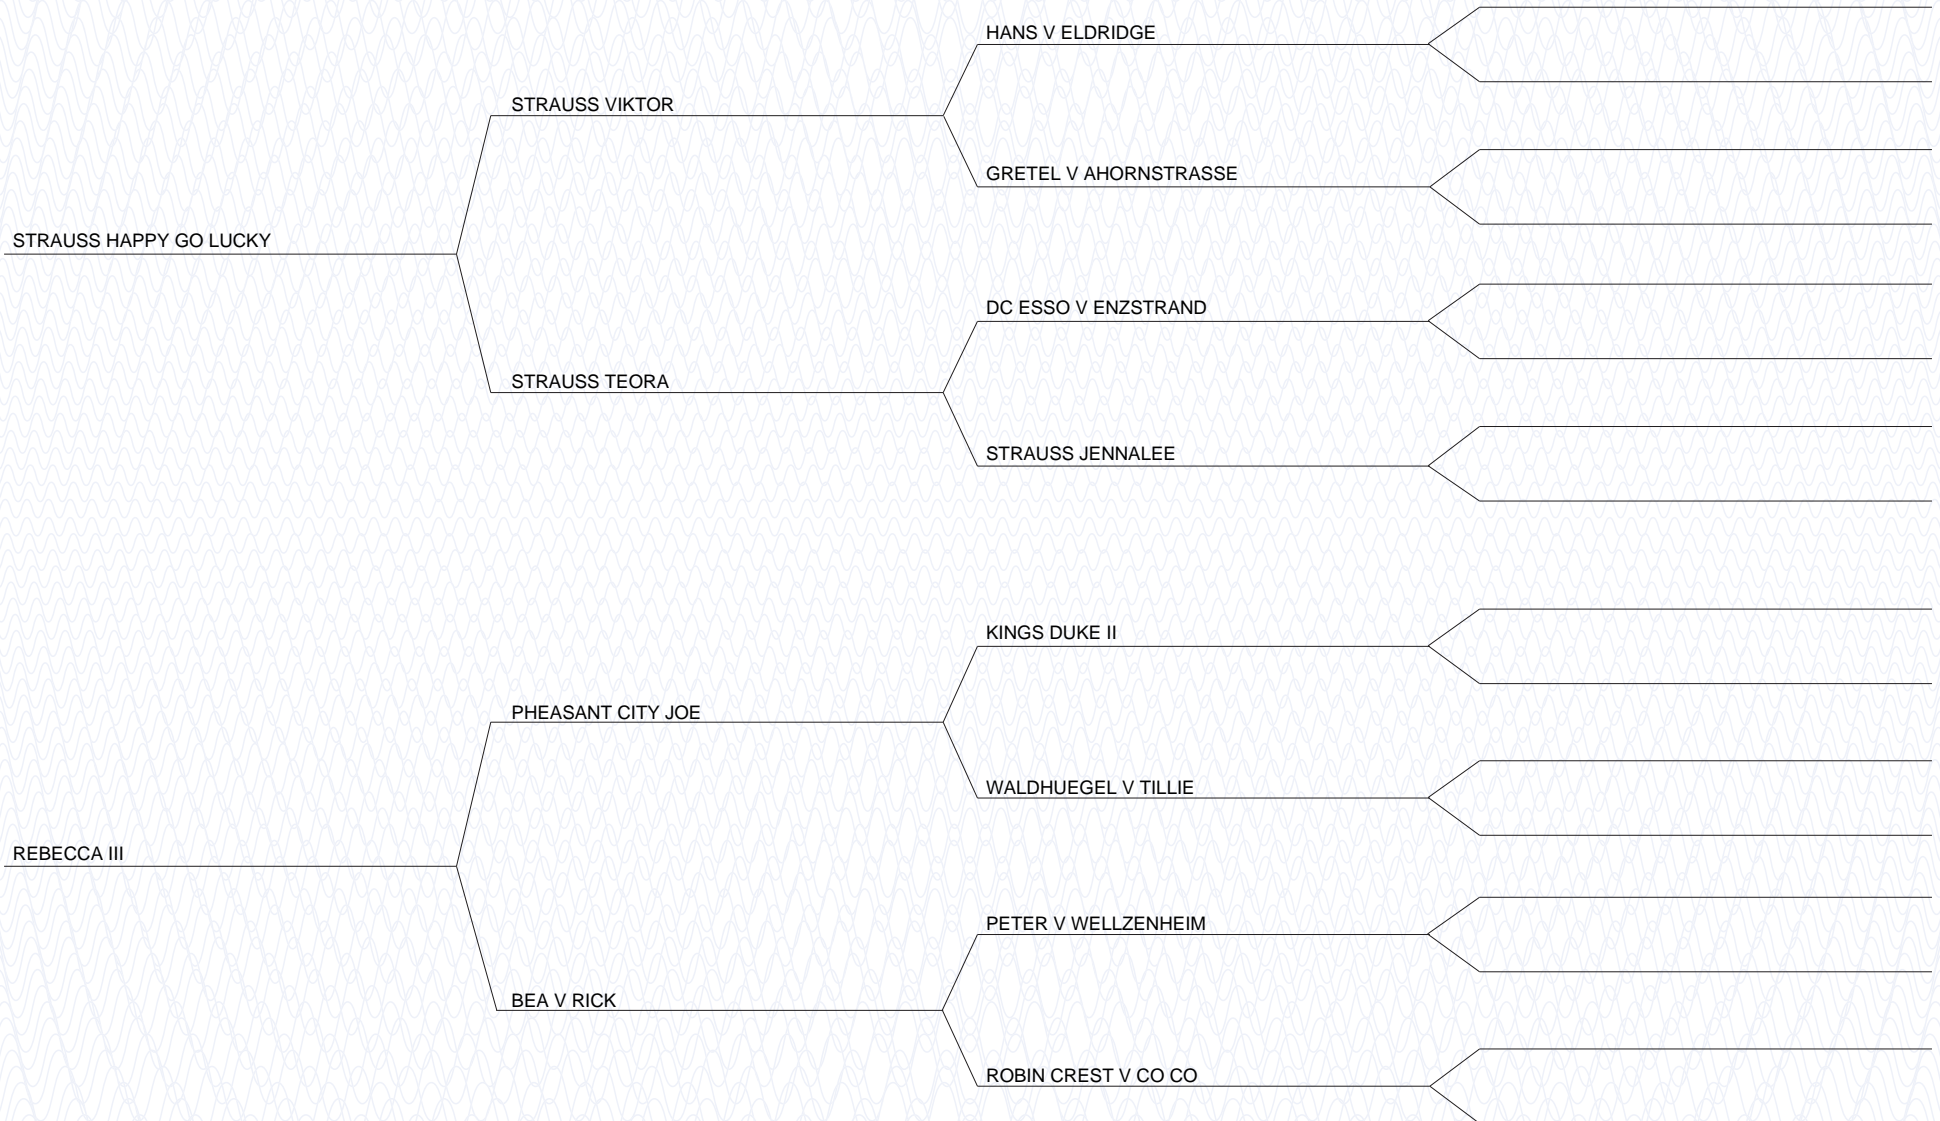 HANS V ELDRIDGE
STRAUSS VIKTOR
GRETEL V AHORNSTRASSE
STRAUSS HAPPY GO LUCKY
DC ESSO V ENZSTRAND
STRAUSS TEORA
STRAUSS JENNALEE
KINGS DUKE II
PHEASANT CITY JOE
WALDHUEGEL V TILLIE
REBECCA III
PETER V WELLZENHEIM
BEA V RICK
ROBIN CREST V CO CO